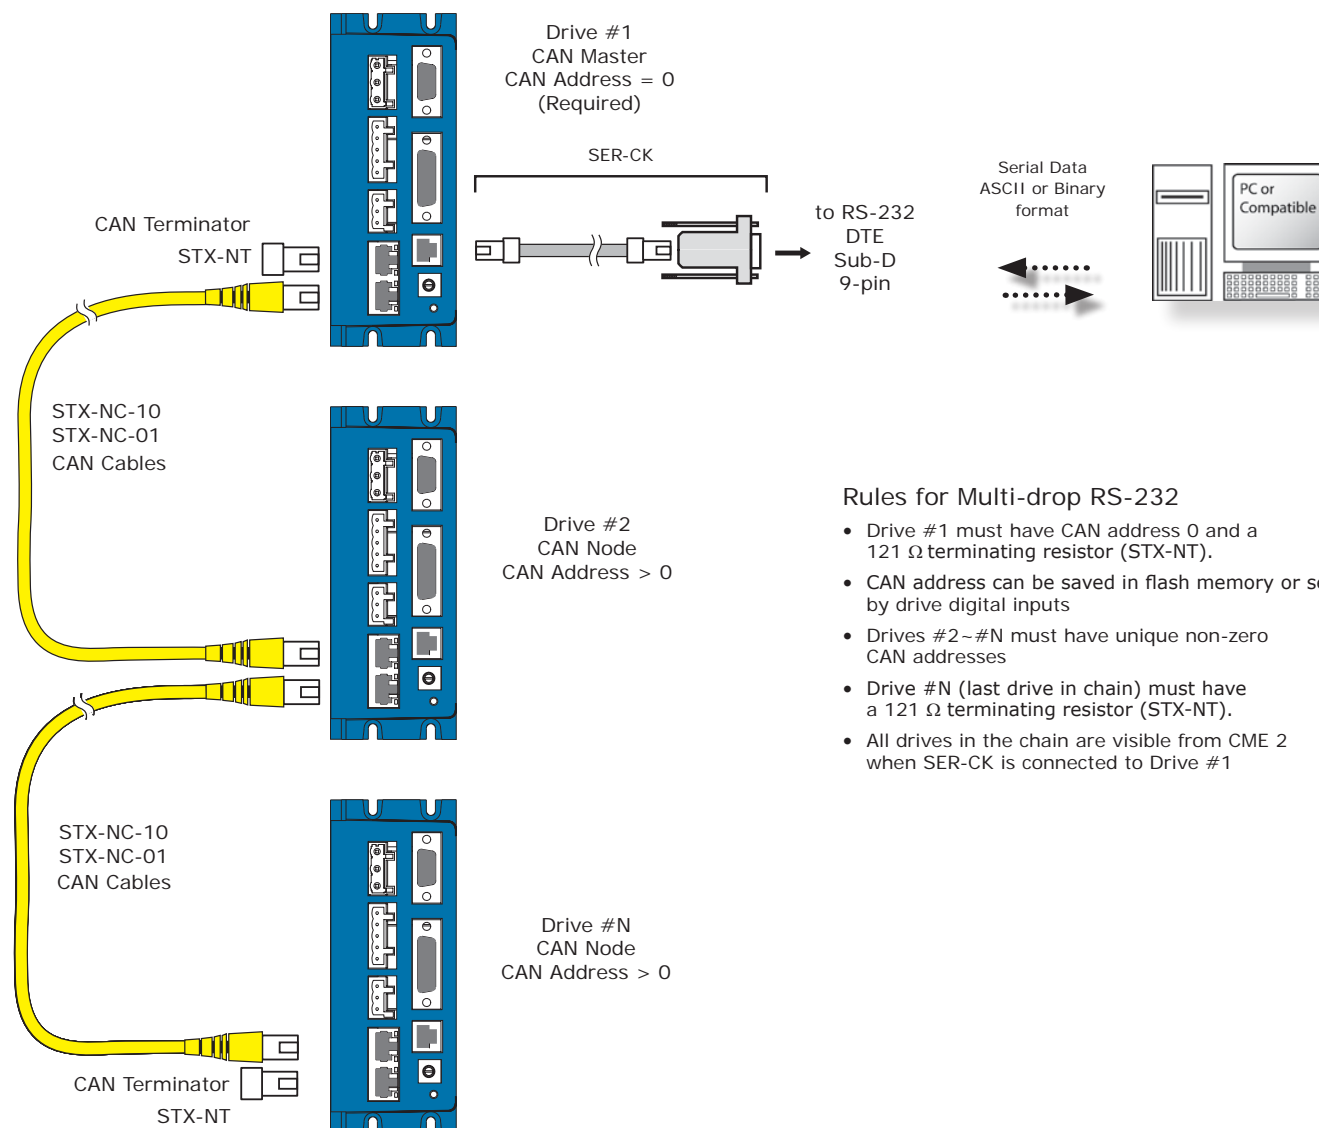 Drive #1
CAN Master
CAN Address = 0
(Required)
SER-CK
CAN Terminator
STX-NT
to RS-232
DTE
Sub-D
9-pin
Serial Data
ASCII or Binary
format
PC or
Compatible
STX-NC-10
STX-NC-01
CAN Cables
Drive #2
CAN Node
CAN Address > 0
Rules for Multi-drop RS-232
• Drive #1 must have CAN address 0 and a
121 Ω terminating resistor (STX-NT).
• CAN address can be saved in flash memory or
by drive digital inputs
• Drives #2~#N must have unique non-zero
CAN addresses
• Drive #N (last drive in chain) must have
a 121 Ω terminating resistor (STX-NT).
• All drives in the chain are visible from CME 2
when SER-CK is connected to Drive #1
STX-NC-10
STX-NC-01
CAN Cables
Drive #N
CAN Node
CAN Address > 0
CAN Terminator
STX-NT